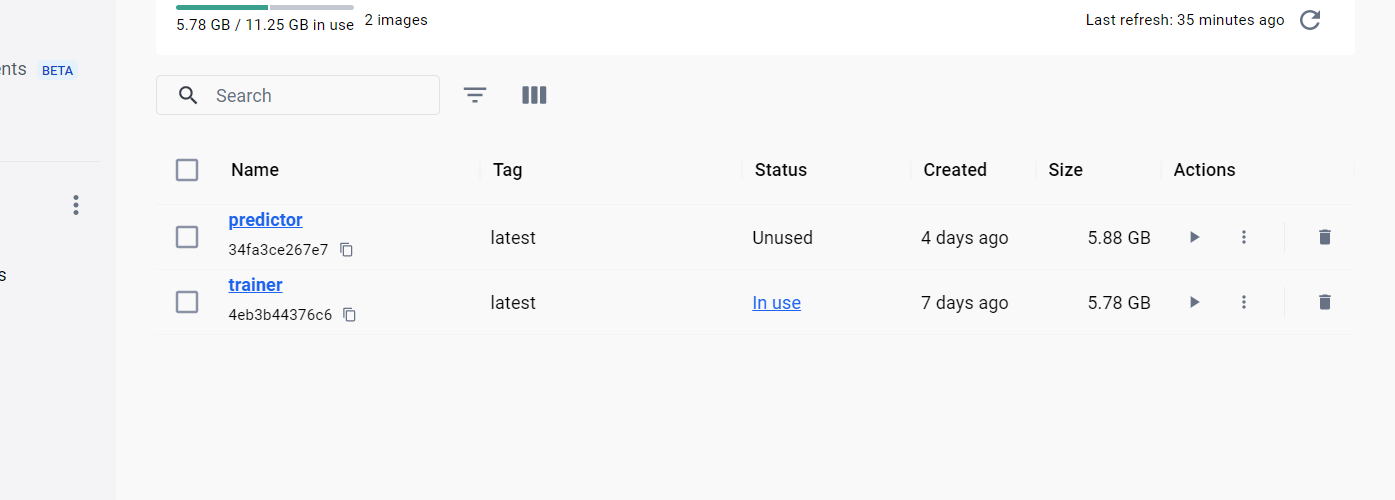 5.78 GB / 11.25 GB in use 2 images Last refresh: 35 minutes ago
ents BETA
Search
Name Tag Status Created Size Actions
predictor
34fa3ce267e7
latest Unused 4 days ago 5.88 GB
trainer
4eb3b44376c6
latest In use 7 days ago 5.78 GB
s